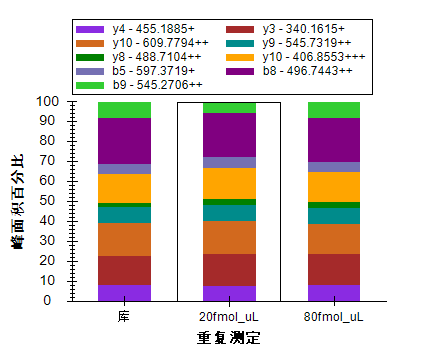 y4 - 455.1885+ y3 - 340.1615+
y10 - 609.7794++ y9 - 545.7319++
y8 - 488.7104++ y10 - 406.8553+++
b5 - 597.3719+ b8 - 496.7443++
b9 - 545.2706++
峰面积百分比
100
90
80
70
60
50
40
30
20
10
0
库 20fmol_uL 80fmol_uL
重复测定